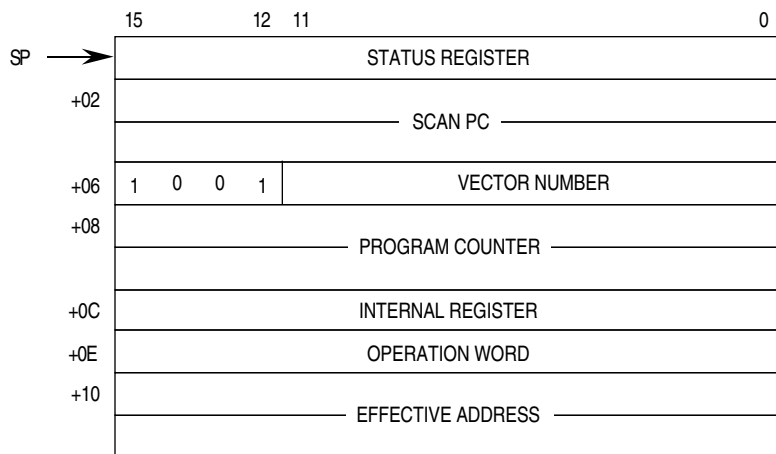 15 12 11 0
SP STATUS REGISTER
+02
SCAN PC
+06 1 0 0 1 VECTOR NUMBER
+08
PROGRAM COUNTER
+0C INTERNAL REGISTER
+0E OPERATION WORD
+10
EFFECTIVE ADDRESS